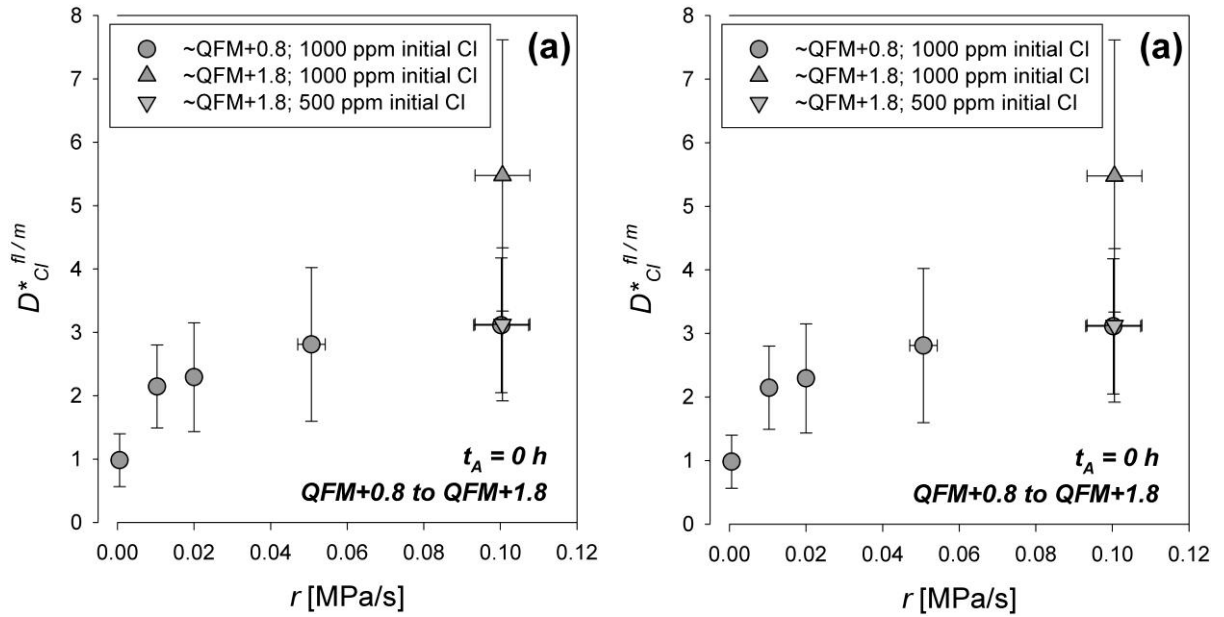 8
7
6
5
4
3
2
1
0
D*Cl fl / m
~QFM+0.8; 1000 ppm initial Cl
~QFM+1.8; 1000 ppm initial Cl
~QFM+1.8; 500 ppm initial Cl
(a)
tA = 0 h
QFM+0.8 to QFM+1.8
0.00 0.02 0.04 0.06 0.08 0.10 0.12
r [MPa/s]
8
7
6
5
4
3
2
1
0
D*Cl fl / m
~QFM+0.8; 1000 ppm initial Cl
~QFM+1.8; 1000 ppm initial Cl
~QFM+1.8; 500 ppm initial Cl
(a)
tA = 0 h
QFM+0.8 to QFM+1.8
0.00 0.02 0.04 0.06 0.08 0.10 0.12
r [MPa/s]